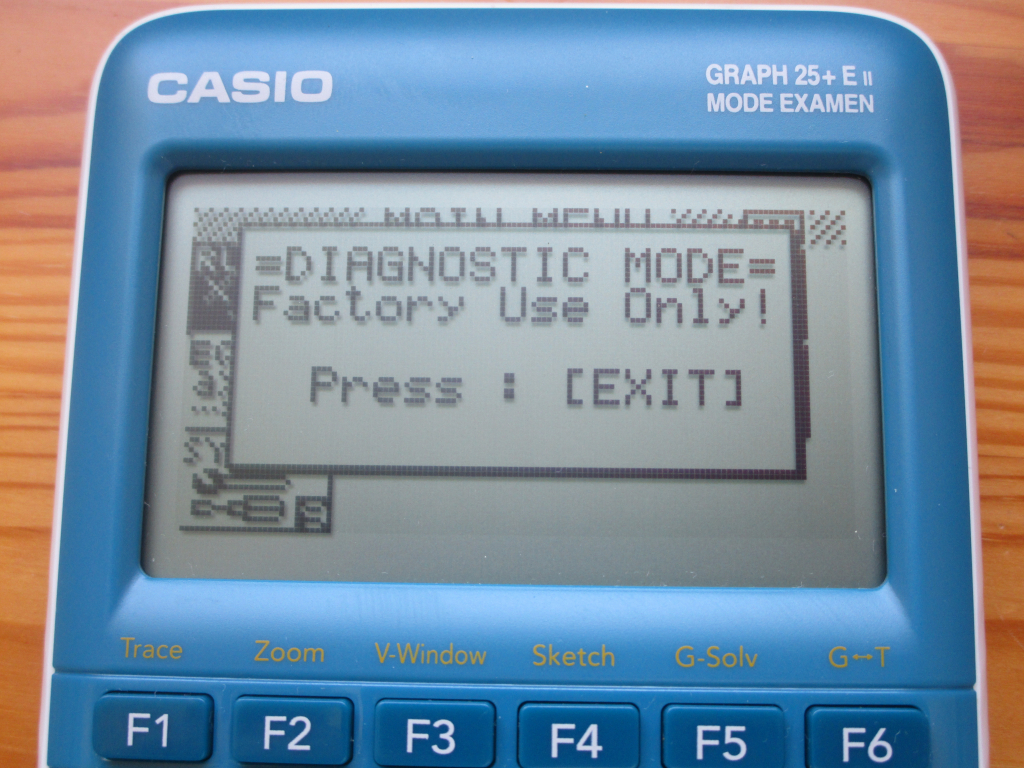 CASIO
GRAPH 25+ E II
MODE EXAMEN
MAIN MENU
=DIAGNOSTIC MODE=
Factory Use Only!
Press : [EXIT]
Trace Zoom V-Window Sketch G-Solv G↔T
F1 F2 F3 F4 F5 F6